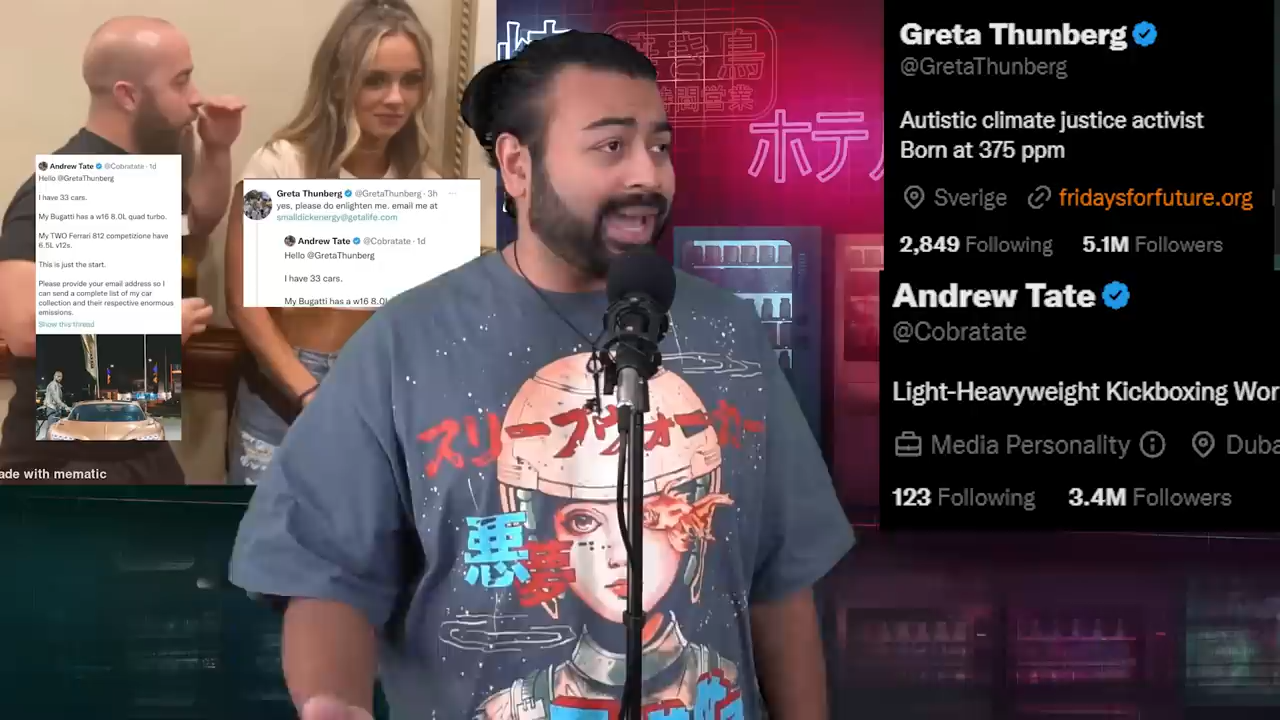 Andrew Tate @Cobratate · 1d
Hello @GretaThunberg
I have 33 cars.
My Bugatti has a w16 8.0L quad turbo.
My TWO Ferrari 812 competizione have
6.5L v12s.
This is just the start.
Please provide your email address so I
can send a complete list of my car
collection and their respective enormous
emissions.
Show this thread
Greta Thunberg @GretaThunberg · 3h ...
yes, please do enlighten me. email me at
smalldickenergy@getalife.com
Andrew Tate @Cobratate · 1d
Hello @GretaThunberg
I have 33 cars.
My Bugatti has a w16 8.0L
ade with mematic
焼き鳥
時間営業
ホテル
スリープウォーカー
悪
夢
Greta Thunberg
@GretaThunberg
Autistic climate justice activist
Born at 375 ppm
Sverige fridaysforfuture.org
2,849 Following 5.1M Followers
Andrew Tate
@Cobratate
Light-Heavyweight Kickboxing Wor
Media Personality Duba
123 Following 3.4M Followers